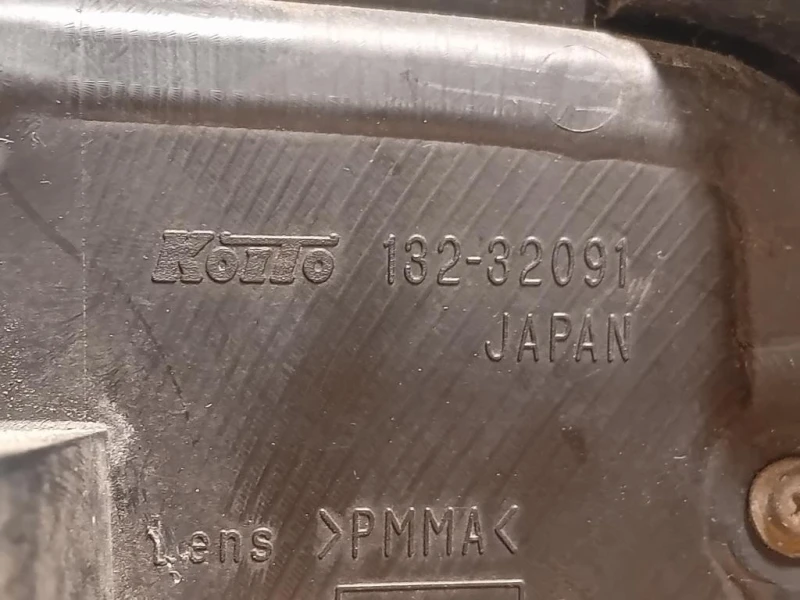 KOITO 132-32091
JAPAN
Lens >PMMA<